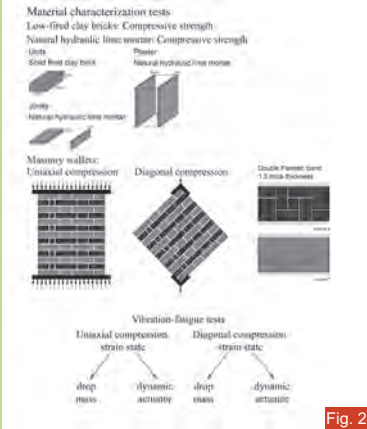 Material characterization tests
Low-fired clay bricks: Compressive strength
Natural hydraulic lime mortar: Compressive strength
Units
Solid fired clay brick
Plaster
Natural hydraulic lime mortar
Joints
Natural hydraulic lime mortar
Masonry wallets:
Uniaxial compression
Diagonal compression
Double Flemish bond
1.5 brick thickness
Vibration-fatigue tests
Uniaxial compression
strain state
Diagonal compression
strain state
drop
mass
dynamic
actuator
drop
mass
dynamic
actuator
Fig. 2